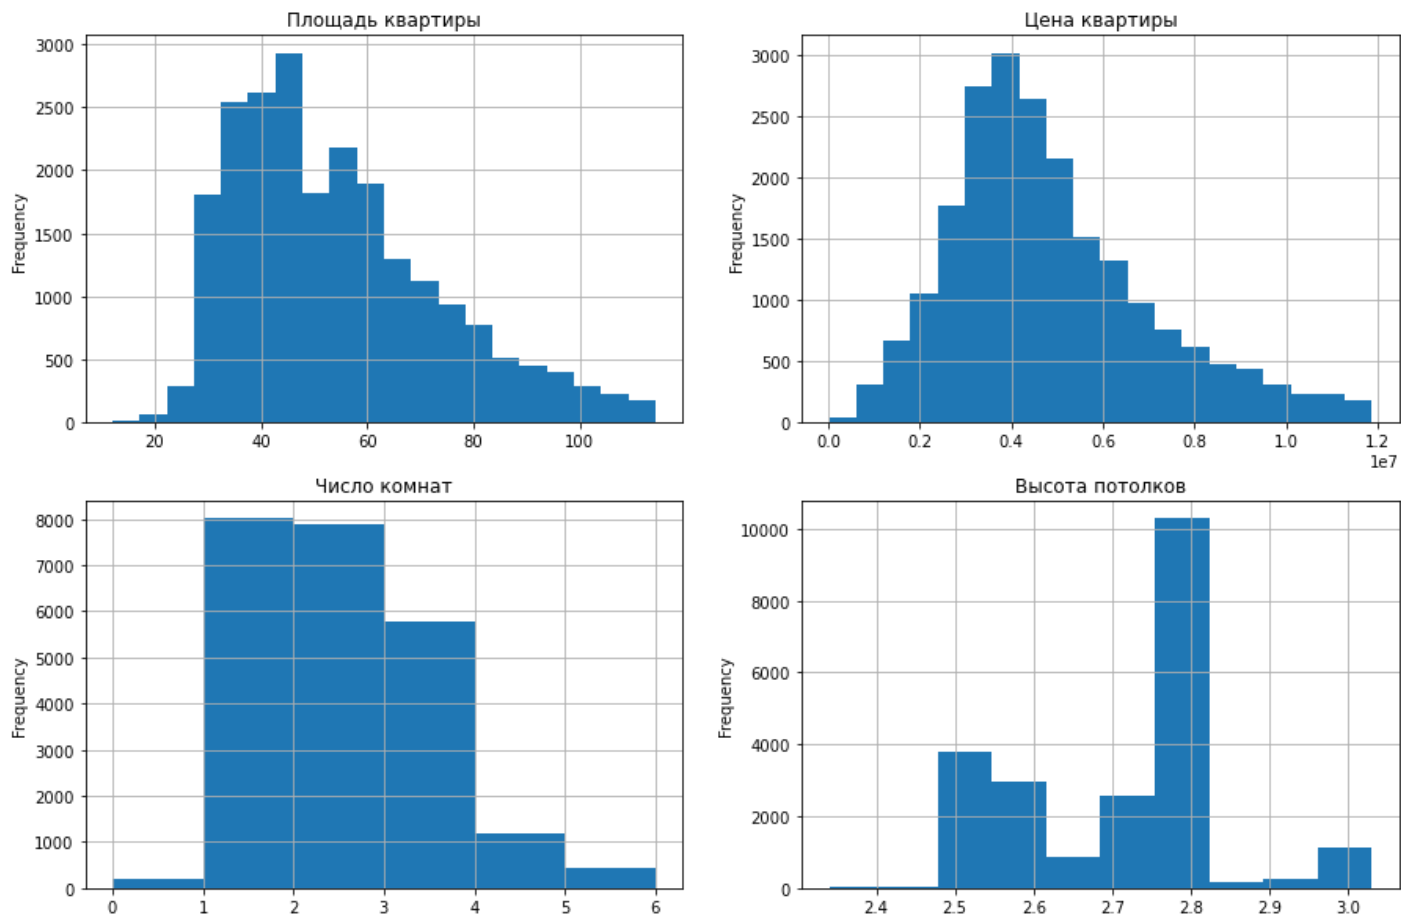 Площадь квартиры
Frequency
3000
2500
2000
1500
1000
500
0
20 40 60 80 100
Цена квартиры
Frequency
3000
2500
2000
1500
1000
500
0
0.0 0.2 0.4 0.6 0.8 1.0 1.2
1e7
Число комнат
Frequency
8000
7000
6000
5000
4000
3000
2000
1000
0
0 1 2 3 4 5 6
Высота потолков
Frequency
10000
8000
6000
4000
2000
0
2.4 2.5 2.6 2.7 2.8 2.9 3.0